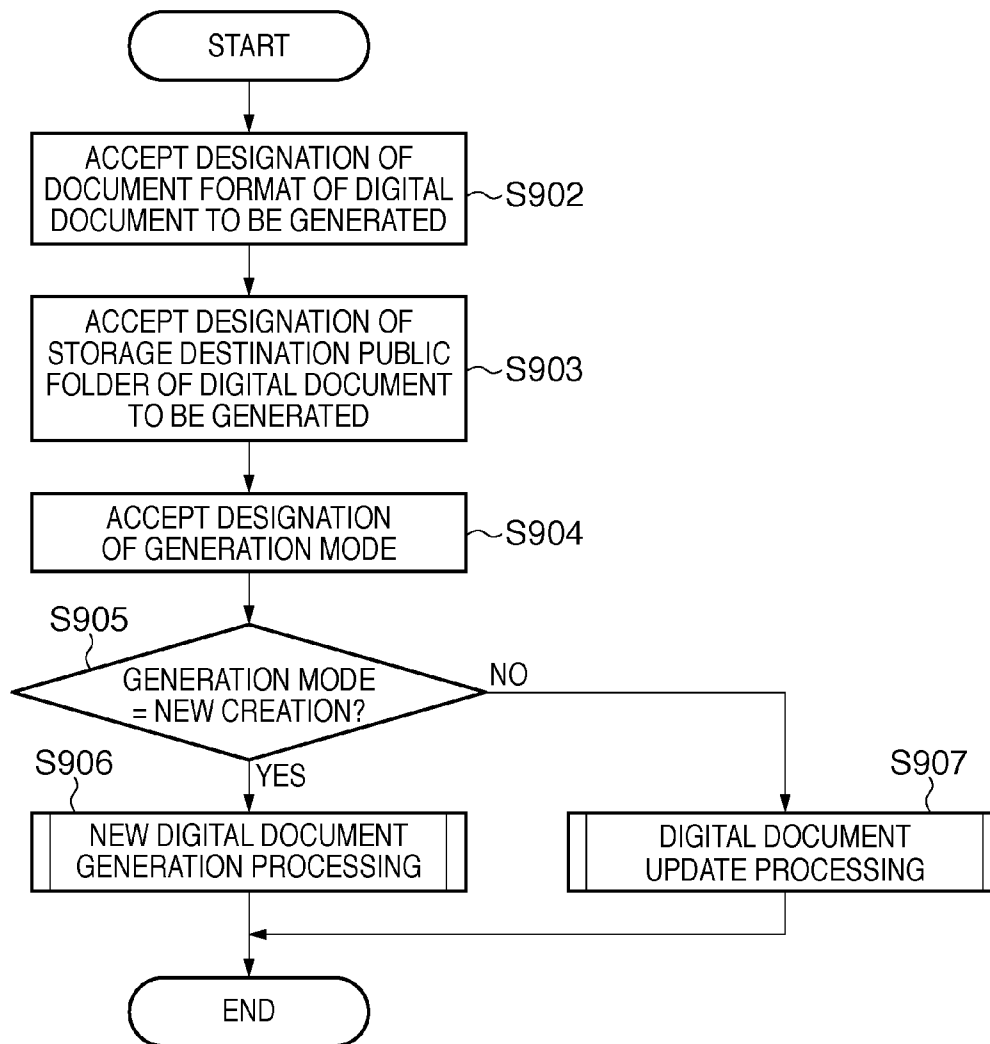 START
ACCEPT DESIGNATION OF
DOCUMENT FORMAT OF DIGITAL
DOCUMENT TO BE GENERATED
S902
ACCEPT DESIGNATION OF
STORAGE DESTINATION PUBLIC
FOLDER OF DIGITAL DOCUMENT
TO BE GENERATED
S903
ACCEPT DESIGNATION
OF GENERATION MODE
S904
S905
GENERATION MODE
= NEW CREATION?
NO
YES
S906
NEW DIGITAL DOCUMENT
GENERATION PROCESSING
S907
DIGITAL DOCUMENT
UPDATE PROCESSING
END